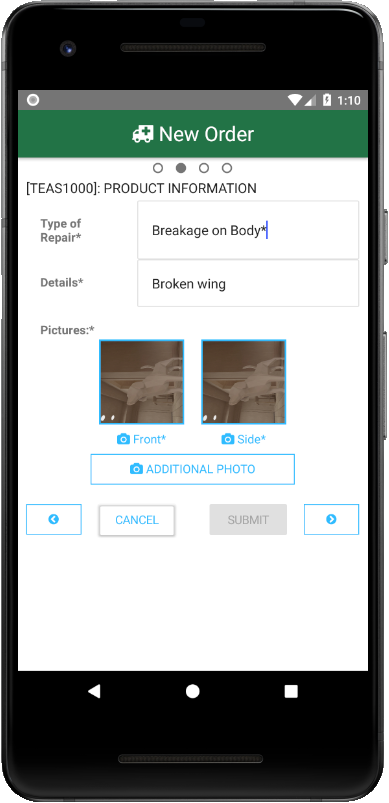 1:10
New Order
[TEAS1000]: PRODUCT INFORMATION
Type of
Repair*
Breakage on Body*
Details*
Broken wing
Pictures:*
Front*
Side*
ADDITIONAL PHOTO
CANCEL
SUBMIT